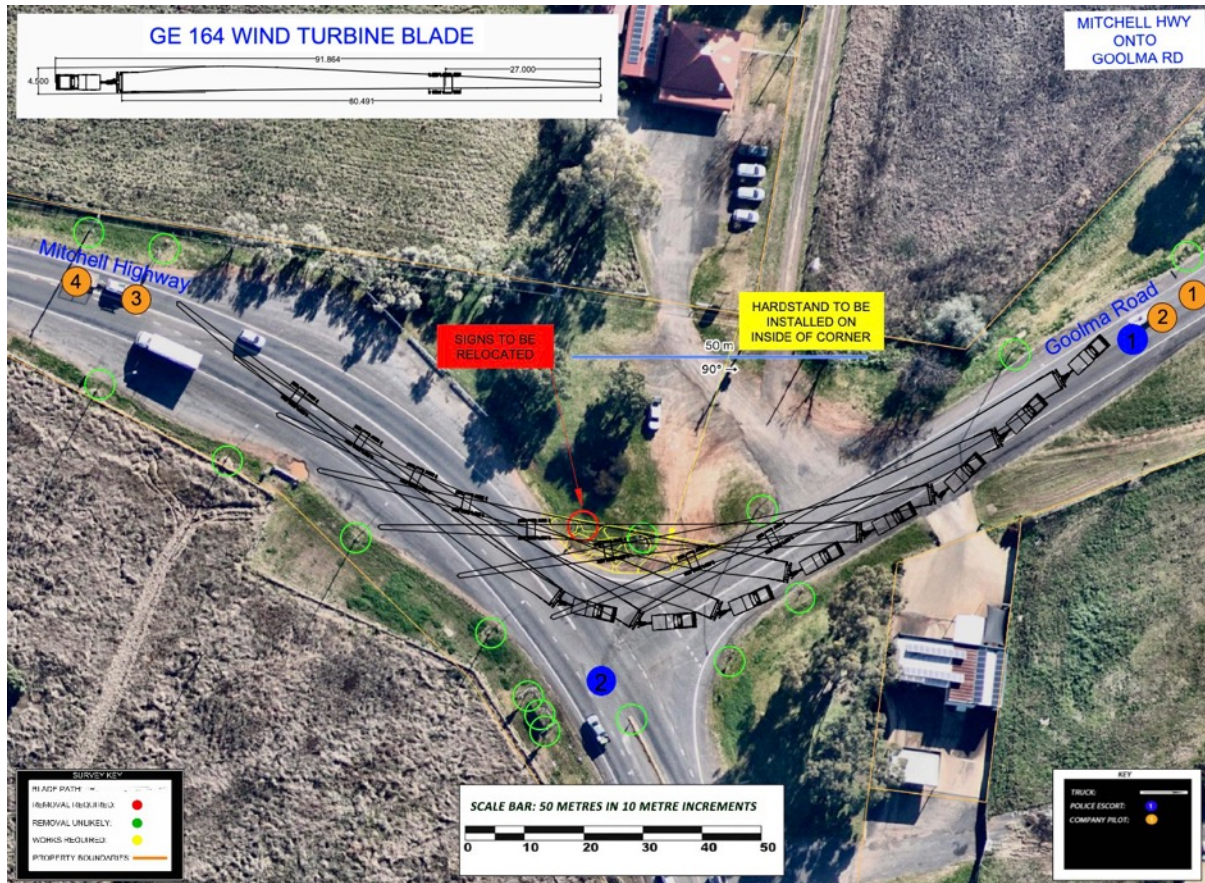 GE 164 WIND TURBINE BLADE
91.864
4.500
27.000
80.491
MITCHELL HWY
ONTO
GOOLMA RD
Mitchell Highway
4
3
SIGNS TO BE
RELOCATED
HARDSTAND TO BE
INSTALLED ON
INSIDE OF CORNER
50 m
90°
Goolma Road
1
2
1
2
SURVEY KEY
BLADE PATH
REMOVAL REQUIRED:
REMOVAL UNLIKELY:
WORKS REQUIRED:
PROPERTY BOUNDARIES:
SCALE BAR: 50 METRES IN 10 METRE INCREMENTS
0 10 20 30 40 50
KEY
TRUCK:
POLICE ESCORT: 1
COMPANY PILOT: 1